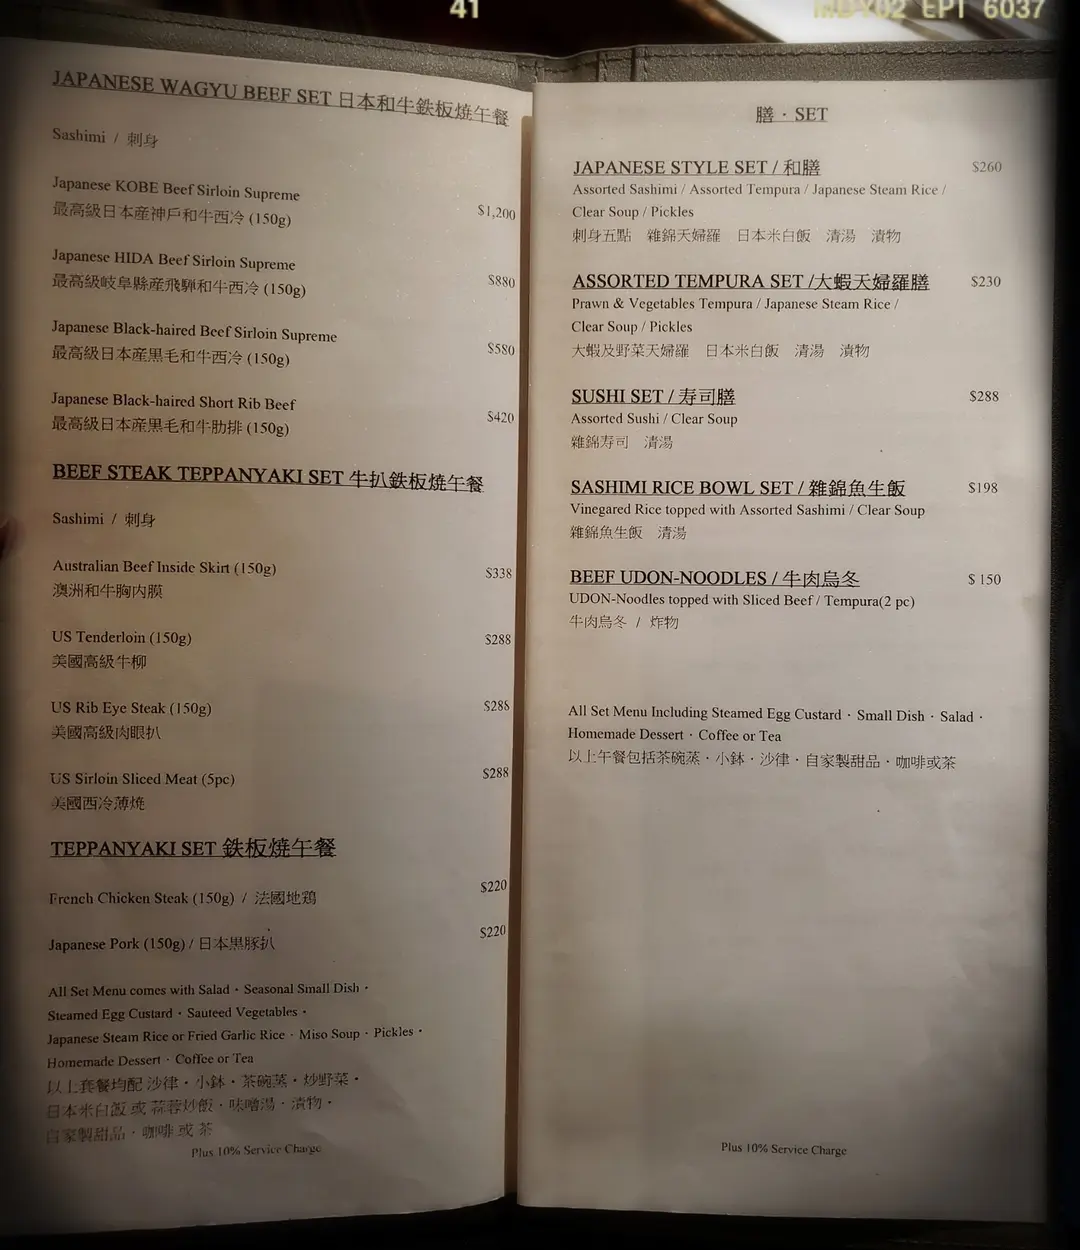 41
MDY02 EPT 6037
JAPANESE WAGYU BEEF SET 日本和牛鉄板燒午餐
Sashimi / 刺身
Japanese KOBE Beef Sirloin Supreme
最高級日本産神戶和牛西冷 (150g) $1,200
Japanese HIDA Beef Sirloin Supreme
最高級岐阜縣産飛騨和牛西冷 (150g) $880
Japanese Black-haired Beef Sirloin Supreme
最高級日本産黒毛和牛西冷 (150g) $580
Japanese Black-haired Short Rib Beef
最高級日本産黒毛和牛肋排 (150g) $420
BEEF STEAK TEPPANYAKI SET 牛扒鉄板燒午餐
Sashimi / 刺身
Australian Beef Inside Skirt (150g) $338
澳洲和牛胸内膜
US Tenderloin (150g) $288
美國高級牛柳
US Rib Eye Steak (150g) $288
美國高級肉眼扒
US Sirloin Sliced Meat (5pc) $288
美國西冷薄燒
TEPPANYAKI SET 鉄板燒午餐
French Chicken Steak (150g) / 法國地鶏 $220
Japanese Pork (150g) / 日本黒豚扒 $220
All Set Menu comes with Salad · Seasonal Small Dish ·
Steamed Egg Custard · Sauteed Vegetables ·
Japanese Steam Rice or Fried Garlic Rice · Miso Soup · Pickles ·
Homemade Dessert · Coffee or Tea
以上套餐均配 沙律 · 小鉢 · 茶碗蒸 · 炒野菜 ·
日本米白飯 或 蒜蓉炒飯 · 味噌湯 · 漬物 ·
自家製甜品 · 咖啡 或 茶
Plus 10% Service Charge
膳 · SET
JAPANESE STYLE SET / 和膳 $260
Assorted Sashimi / Assorted Tempura / Japanese Steam Rice /
Clear Soup / Pickles
刺身五點 雜錦天婦羅 日本米白飯 清湯 漬物
ASSORTED TEMPURA SET /大蝦天婦羅膳 $230
Prawn & Vegetables Tempura / Japanese Steam Rice /
Clear Soup / Pickles
大蝦及野菜天婦羅 日本米白飯 清湯 漬物
SUSHI SET / 寿司膳 $288
Assorted Sushi / Clear Soup
雜錦寿司 清湯
SASHIMI RICE BOWL SET / 雜錦魚生飯 $198
Vinegared Rice topped with Assorted Sashimi / Clear Soup
雜錦魚生飯 清湯
BEEF UDON-NOODLES / 牛肉烏冬 $ 150
UDON-Noodles topped with Sliced Beef / Tempura(2 pc)
牛肉烏冬 / 炸物
All Set Menu Including Steamed Egg Custard · Small Dish · Salad ·
Homemade Dessert · Coffee or Tea
以上午餐包括茶碗蒸 · 小鉢 · 沙律 · 自家製甜品 · 咖啡或茶
Plus 10% Service Charge